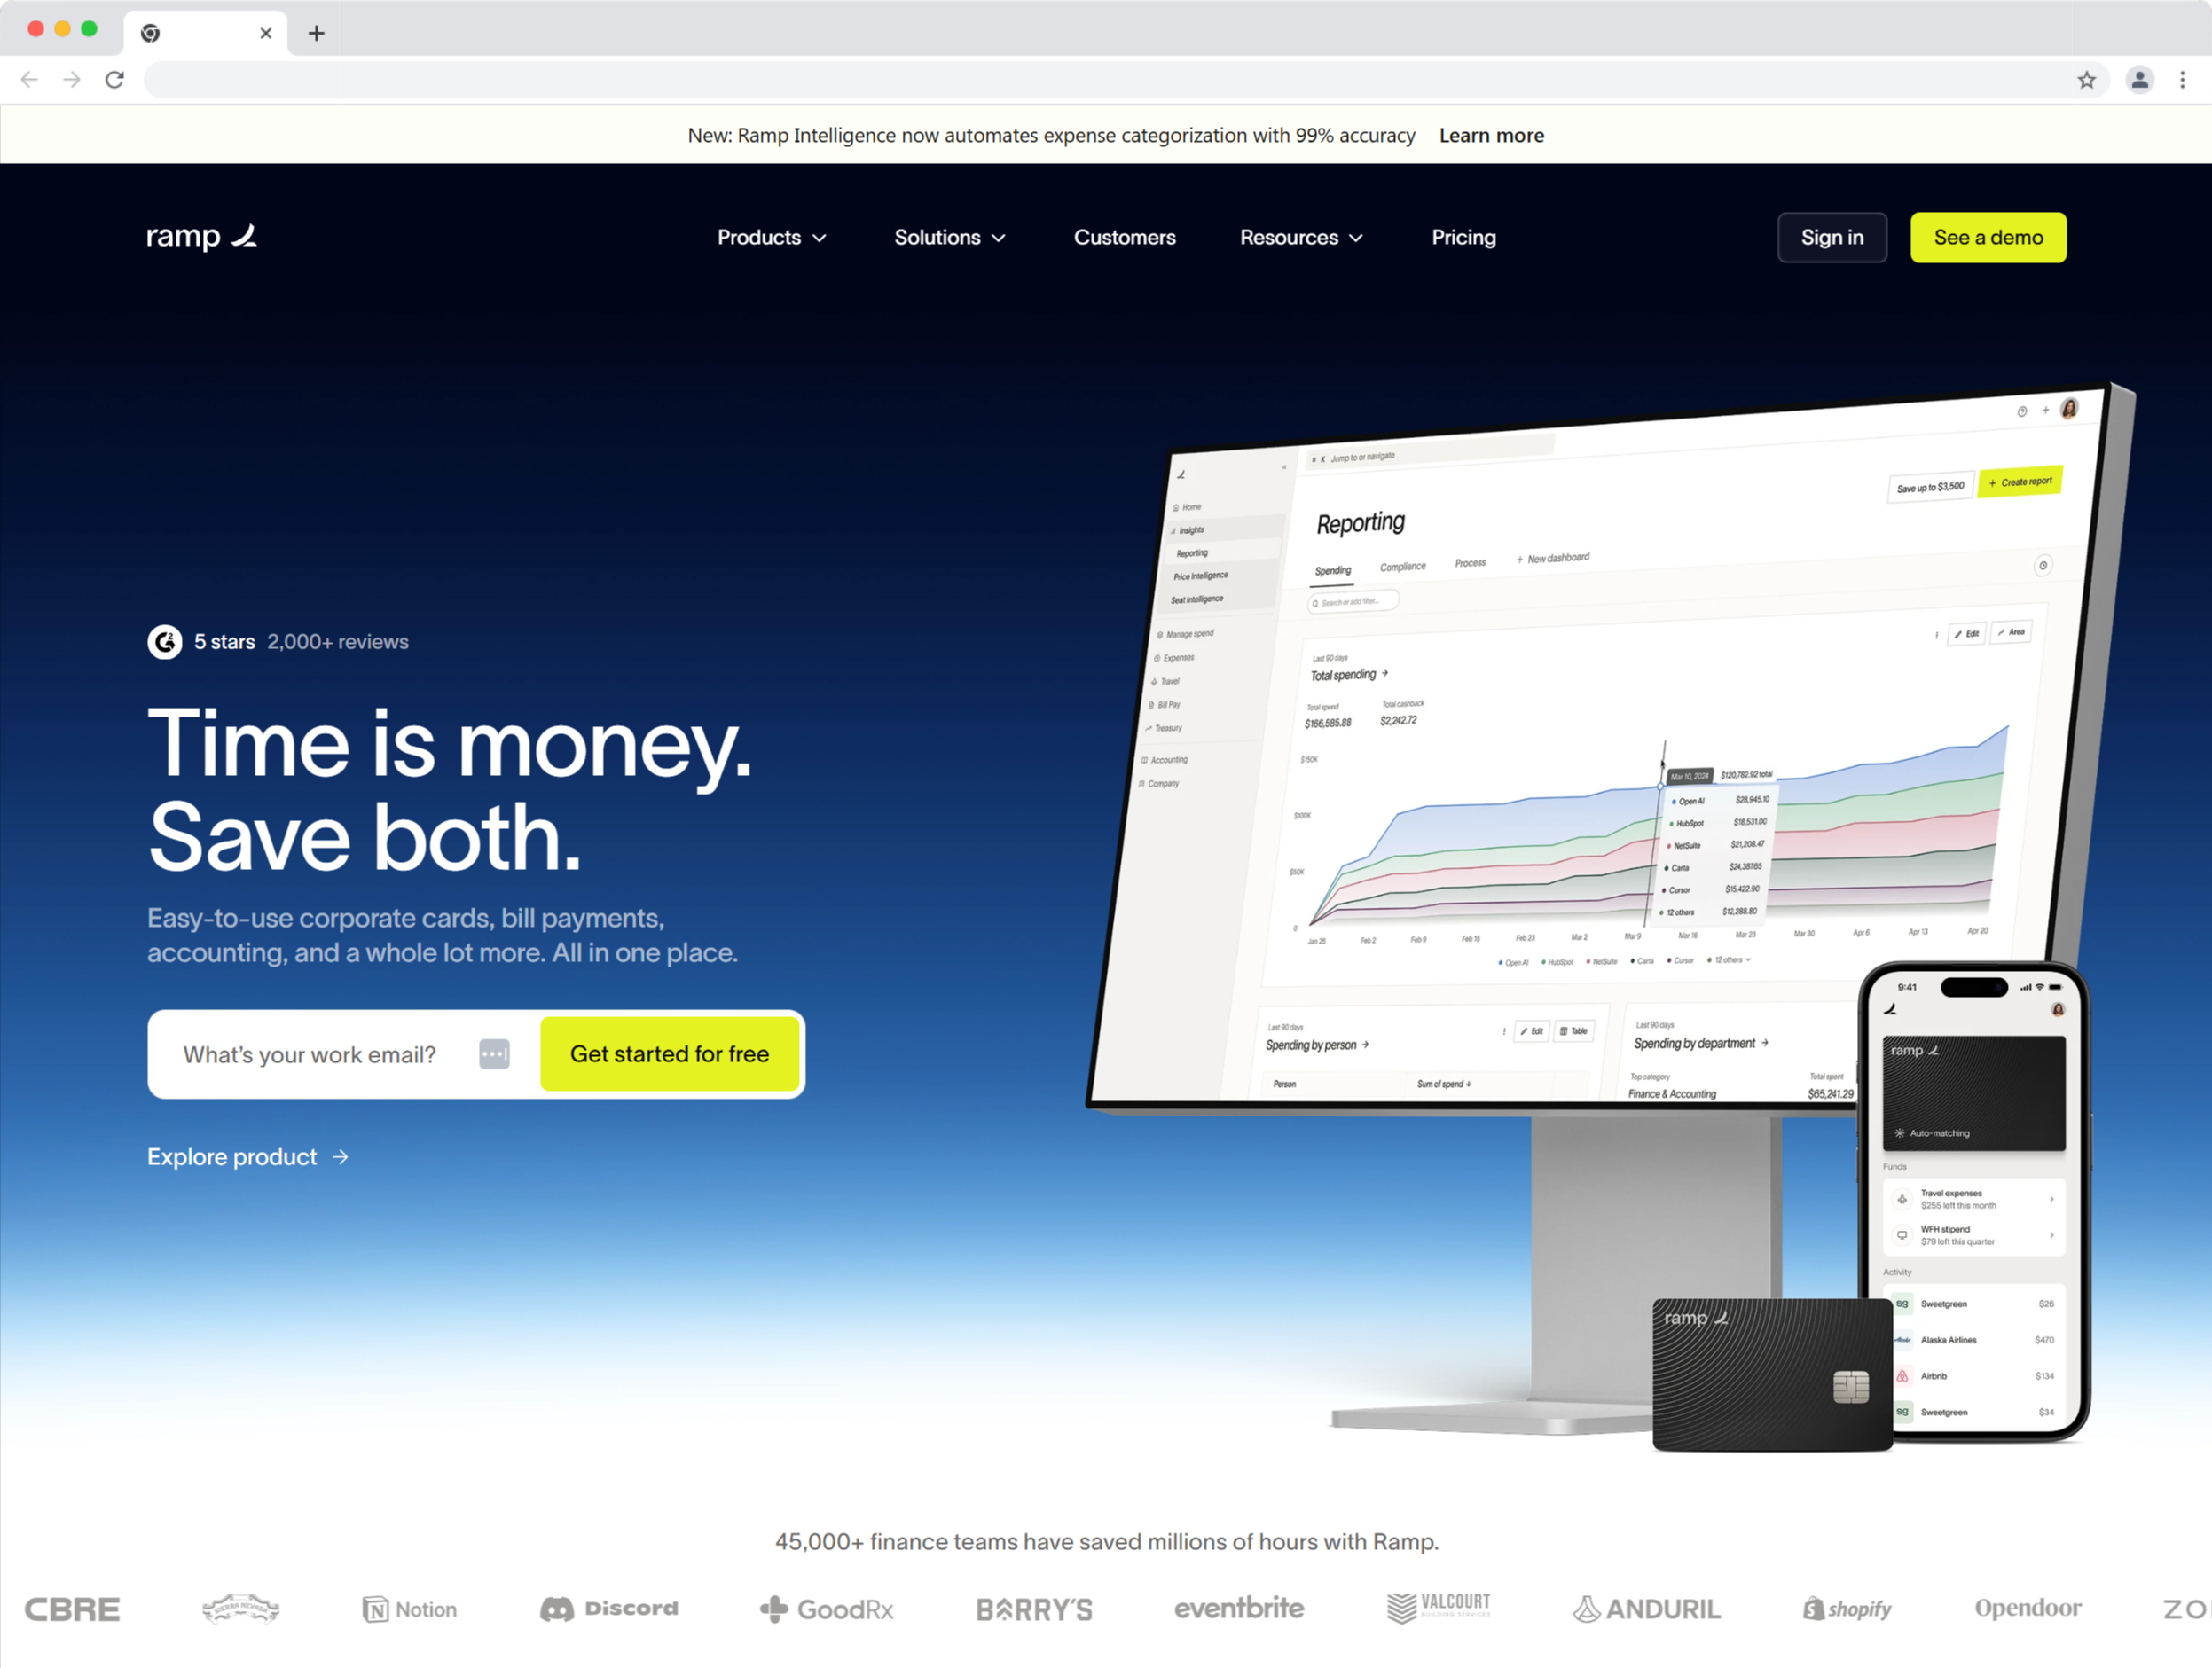 New: Ramp Intelligence now automates expense categorization with 99% accuracy Learn more
ramp
Products Solutions Customers Resources Pricing
Sign in See a demo
5 stars 2,000+ reviews
Time is money.
Save both.
Easy-to-use corporate cards, bill payments,
accounting, and a whole lot more. All in one place.
What's your work email? Get started for free
Explore product →
K Jump to or navigate
Home
Insights
Reporting
Price Intelligence
Seat intelligence
Manage spend
Expenses
Travel
Bill Pay
Treasury
Accounting
Company
Reporting
Save up to $3,500 + Create report
Spending Compliance Process + New dashboard
Search or add filter...
Last 90 days
Total spending →
Edit Area
Total spend Total cashback
$166,585.88 $2,242.72
$150K
$100K
$50K
0
Mar 10, 2024 $120,782.92 total
Open AI $28,945.10
HubSpot $18,531.00
NetSuite $21,208.47
Carta $24,387.65
Cursor $15,422.90
12 others $12,288.80
Jan 26 Feb 2 Feb 9 Feb 16 Feb 23 Mar 2 Mar 9 Mar 16 Mar 23 Mar 30 Apr 6 Apr 13 Apr 20
Open AI HubSpot NetSuite Carta Cursor 12 others
Last 90 days
Spending by person →
Edit Table
Person Sum of spend ↓
Last 90 days
Spending by department →
Top category Total spent
Finance & Accounting $65,241.29
9:41
ramp
Auto-matching
Funds
Travel expenses
$255 left this month
WFH stipend
$79 left this quarter
Activity
sg Sweetgreen $26
Alaska Airlines $470
Airbnb $134
sg Sweetgreen $34
ramp
45,000+ finance teams have saved millions of hours with Ramp.
CBRE SIERRA NEVADA Notion Discord GoodRx BARRY'S eventbrite VALCOURT BUILDING SERVICES ANDURIL shopify Opendoor ZO